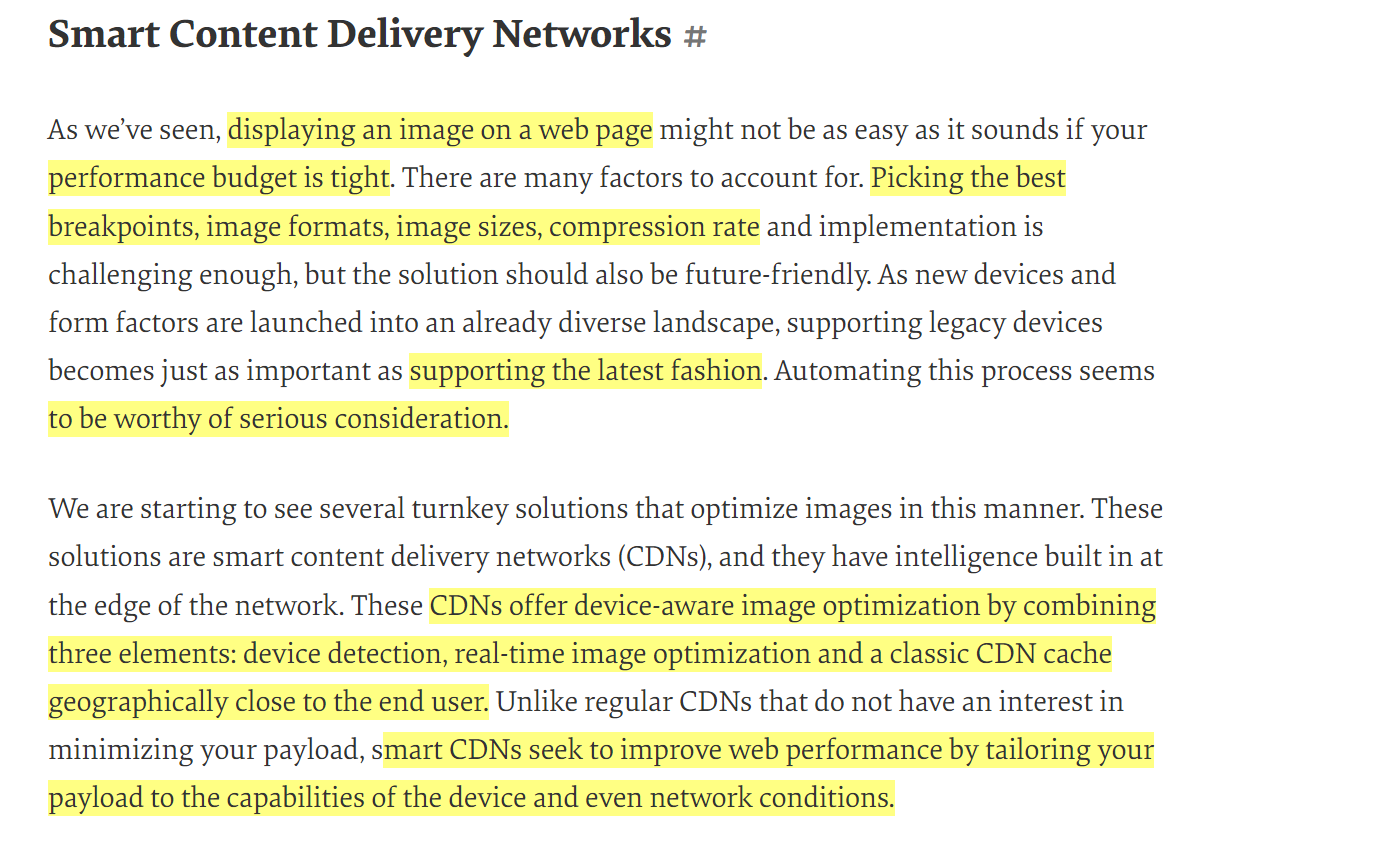 Smart Content Delivery Networks #
As we’ve seen, displaying an image on a web page might not be as easy as it sounds if your
performance budget is tight. There are many factors to account for. Picking the best
breakpoints, image formats, image sizes, compression rate and implementation is
challenging enough, but the solution should also be future-friendly. As new devices and
form factors are launched into an already diverse landscape, supporting legacy devices
becomes just as important as supporting the latest fashion. Automating this process seems
to be worthy of serious consideration.
We are starting to see several turnkey solutions that optimize images in this manner. These
solutions are smart content delivery networks (CDNs), and they have intelligence built in at
the edge of the network. These CDNs offer device-aware image optimization by combining
three elements: device detection, real-time image optimization and a classic CDN cache
geographically close to the end user. Unlike regular CDNs that do not have an interest in
minimizing your payload, smart CDNs seek to improve web performance by tailoring your
payload to the capabilities of the device and even network conditions.